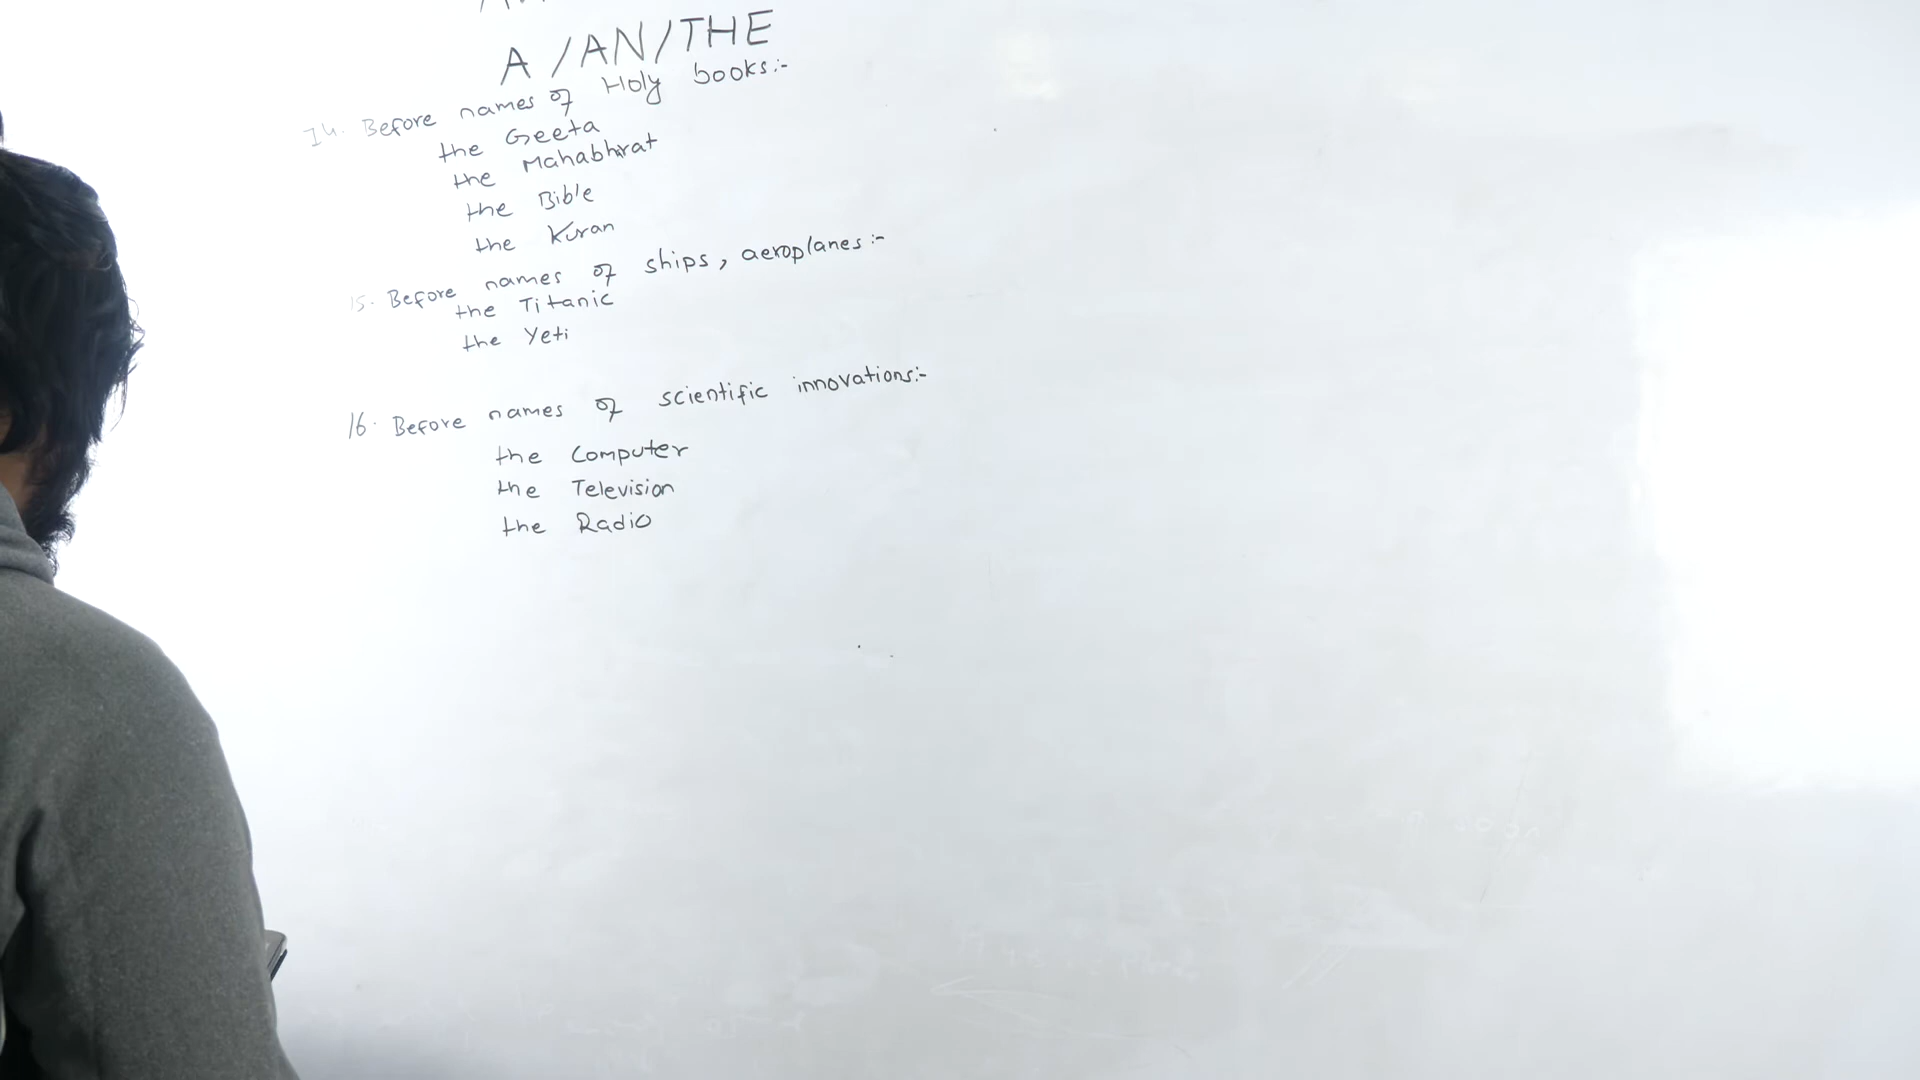 A /AN/THE
14. Before names of Holy books:-
the Geeta
the Mahabhrat
the Bible
the Kuran
15. Before names of ships, aeroplanes:-
the Titanic
the Yeti
16. Before names of scientific innovations:-
the Computer
the Television
the Radio